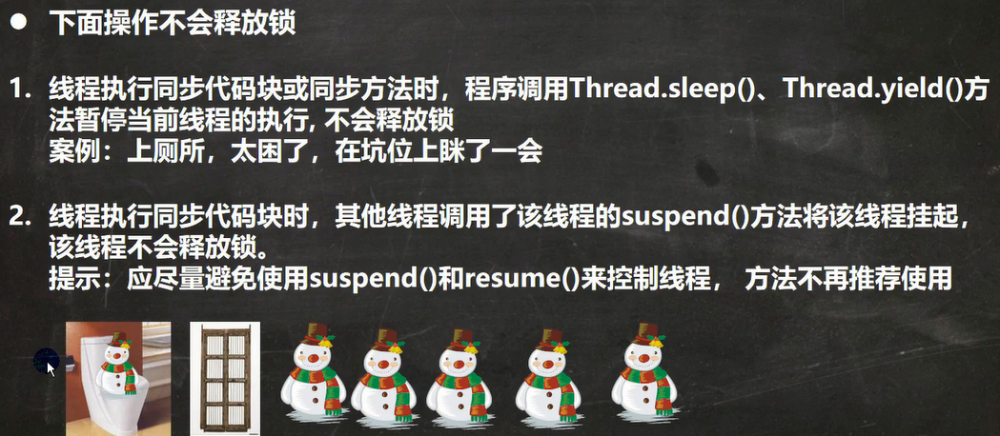 ● 下面操作不会释放锁
1. 线程执行同步代码块或同步方法时，程序调用Thread.sleep()、Thread.yield()方
法暂停当前线程的执行, 不会释放锁
案例：上厕所，太困了，在坑位上眯了一会
2. 线程执行同步代码块时，其他线程调用了该线程的suspend()方法将该线程挂起，
该线程不会释放锁。
提示：应尽量避免使用suspend()和resume()来控制线程， 方法不再推荐使用